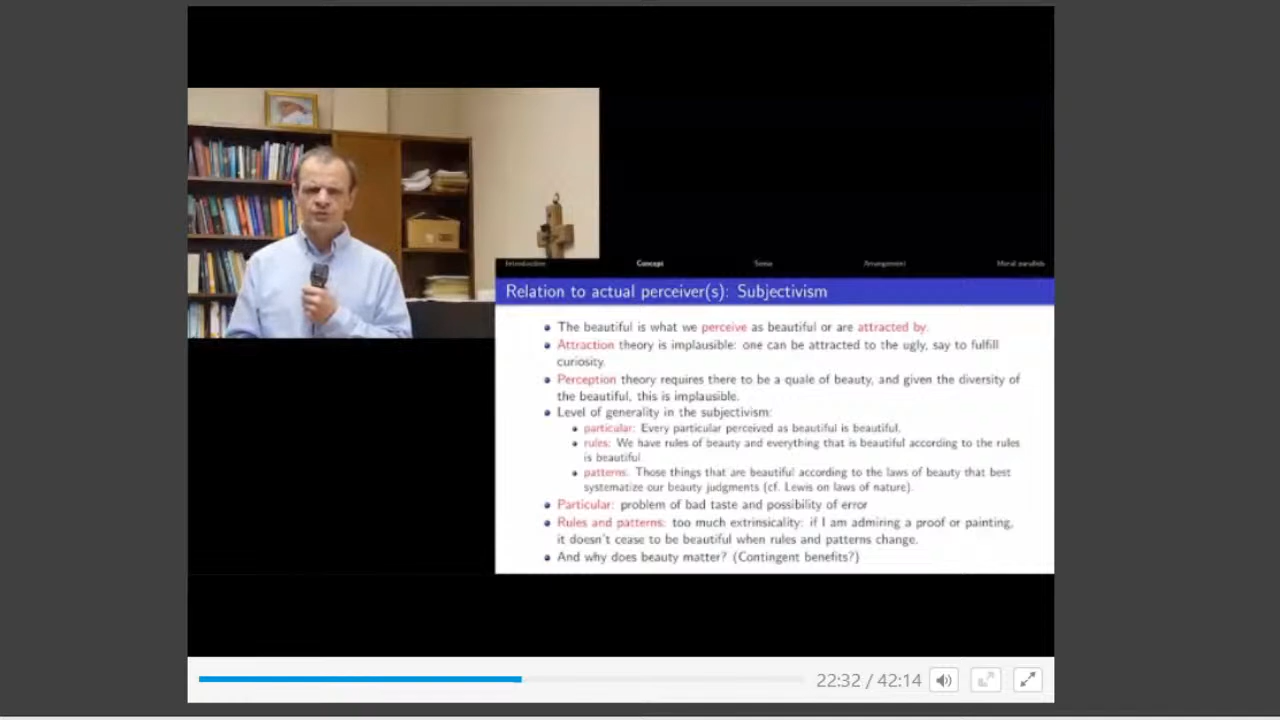 Introduction Concept Sense Arrangement Moral parallels
Relation to actual perceiver(s): Subjectivism
The beautiful is what we perceive as beautiful or are attracted by.
Attraction theory is implausible: one can be attracted to the ugly, say to fulfill
curiosity.
Perception theory requires there to be a quale of beauty, and given the diversity of
the beautiful, this is implausible.
Level of generality in the subjectivism:
particular: Every particular perceived as beautiful is beautiful.
rules: We have rules of beauty and everything that is beautiful according to the rules
is beautiful
patterns: Those things that are beautiful according to the laws of beauty that best
systematize our beauty judgments (cf. Lewis on laws of nature).
Particular: problem of bad taste and possibility of error
Rules and patterns: too much extrinsicality: if I am admiring a proof or painting,
it doesn't cease to be beautiful when rules and patterns change.
And why does beauty matter? (Contingent benefits?)
22:32 / 42:14